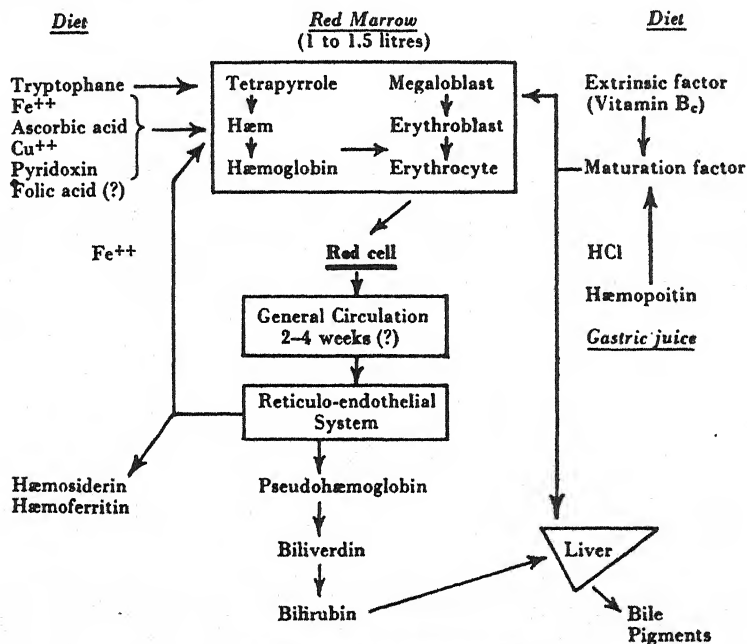 Diet
Red Marrow
(1 to 1.5 litres)
Diet
Tryptophane
Fe++
Ascorbic acid
Cu++
Pyridoxin
Folic acid (?)
Tetrapyrrole
Hæm
Hæmoglobin
Megaloblast
Erythroblast
Erythrocyte
Extrinsic factor
(Vitamin Bc)
Maturation factor
HCl
Hæmopoitin
Gastric juice
Fe++
Red cell
General Circulation
2–4 weeks (?)
Reticulo-endothelial
System
Hæmosiderin
Hæmoferritin
Pseudohæmoglobin
Biliverdin
Bilirubin
Liver
Bile
Pigments